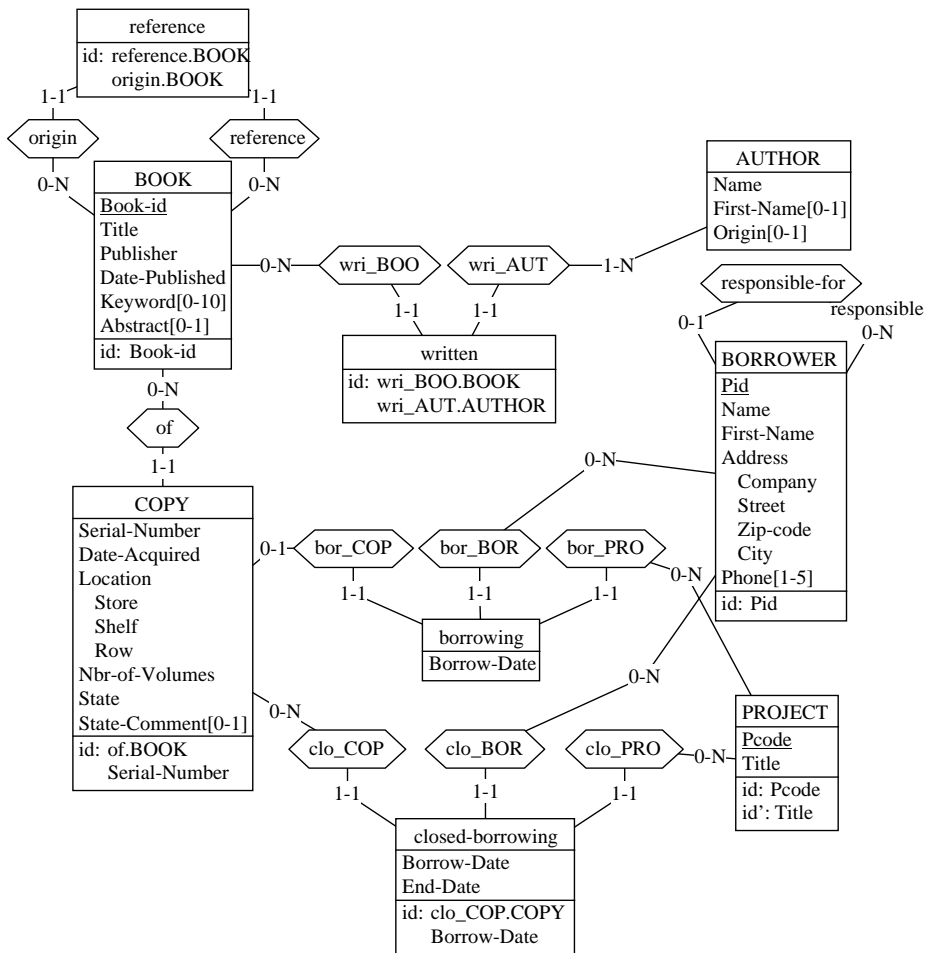 reference
id: reference.BOOK
origin.BOOK
1-1
1-1
origin
reference
0-N
0-N
BOOK
Book-id
Title
Publisher
Date-Published
Keyword[0-10]
Abstract[0-1]
id: Book-id
0-N
wri_BOO
wri_AUT
1-N
AUTHOR
Name
First-Name[0-1]
Origin[0-1]
1-1
1-1
written
id: wri_BOO.BOOK
wri_AUT.AUTHOR
responsible-for
0-1
responsible
0-N
BORROWER
Pid
Name
First-Name
Address
Company
Street
Zip-code
City
Phone[1-5]
id: Pid
0-N
of
1-1
COPY
Serial-Number
Date-Acquired
Location
Store
Shelf
Row
Nbr-of-Volumes
State
State-Comment[0-1]
id: of.BOOK
Serial-Number
0-1
bor_COP
bor_BOR
bor_PRO
0-N
0-N
1-1
1-1
1-1
borrowing
Borrow-Date
0-N
0-N
clo_COP
clo_BOR
clo_PRO
0-N
PROJECT
Pcode
Title
id: Pcode
id': Title
1-1
1-1
1-1
closed-borrowing
Borrow-Date
End-Date
id: clo_COP.COPY
Borrow-Date